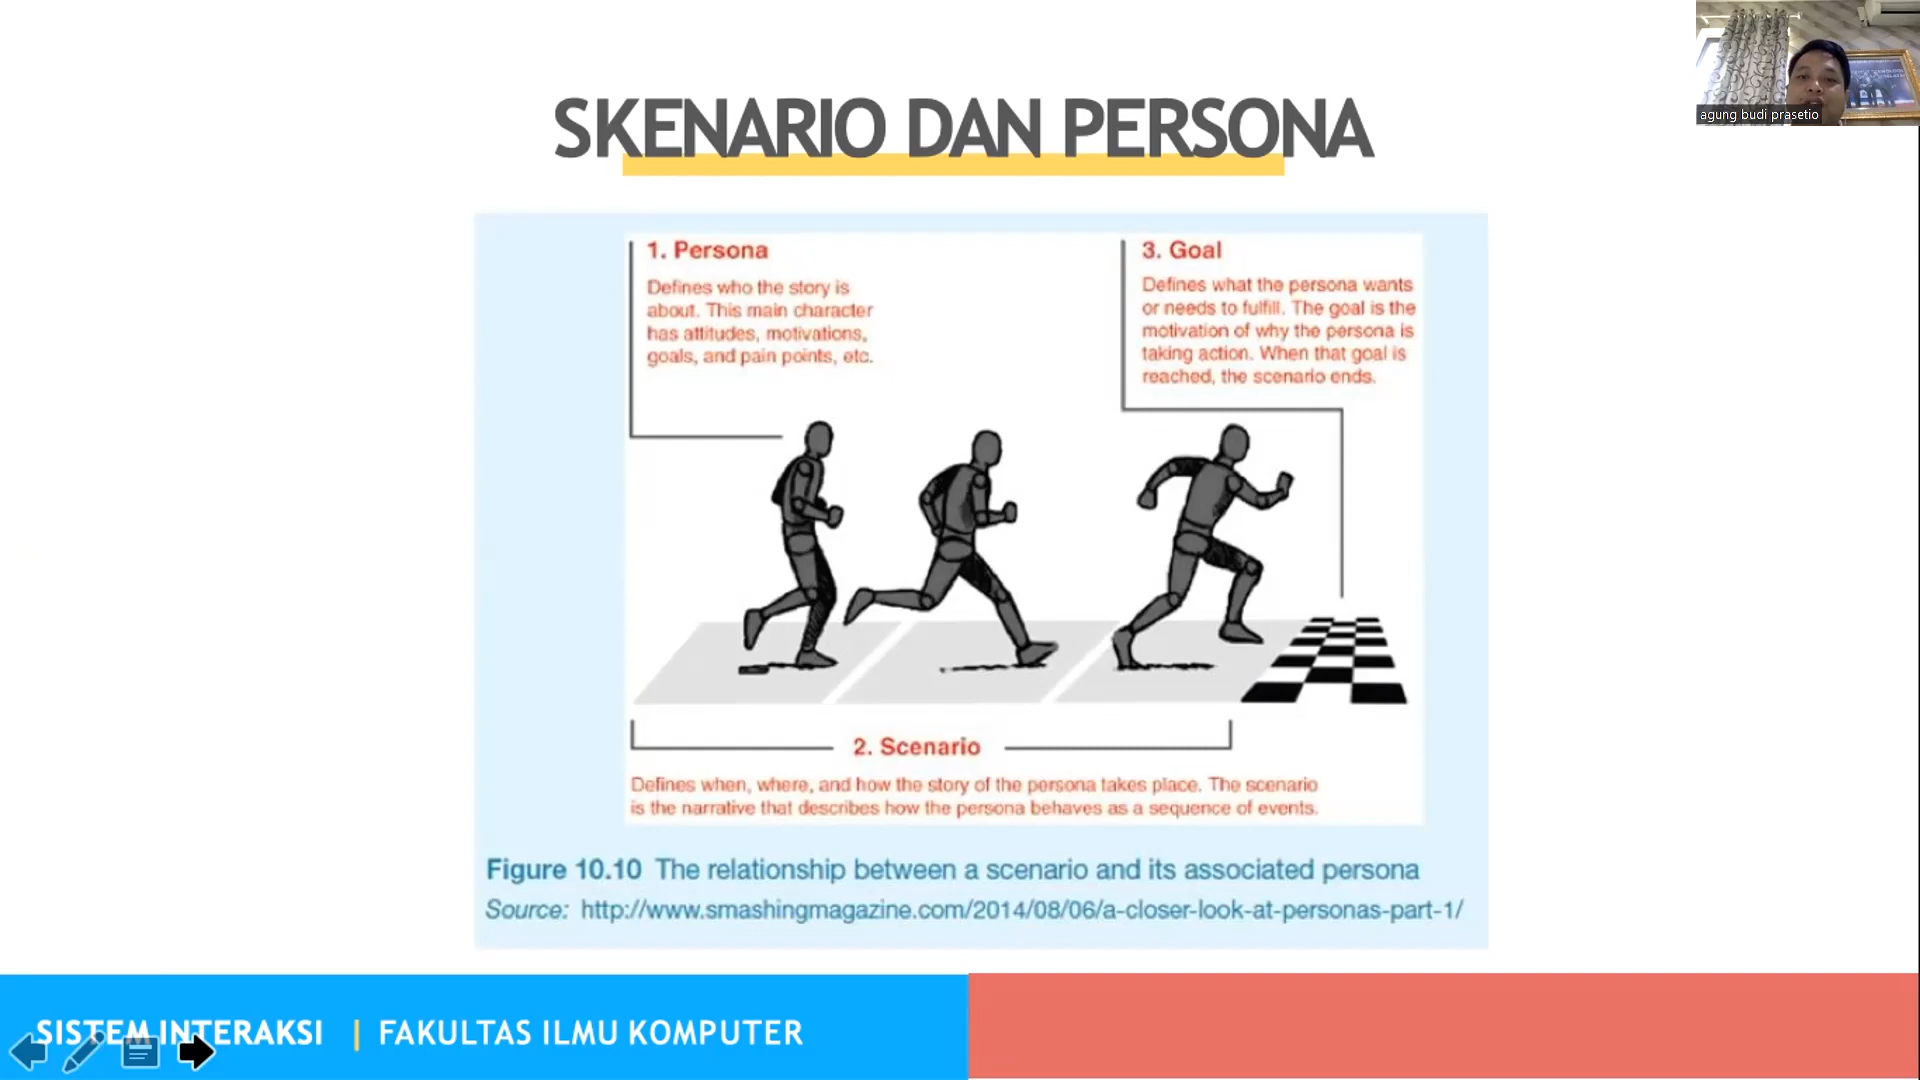 SKENARIO DAN PERSONA
agung budi prasetio
1. Persona
Defines who the story is
about. This main character
has attitudes, motivations,
goals, and pain points, etc.
3. Goal
Defines what the persona wants
or needs to fulfill. The goal is the
motivation of why the persona is
taking action. When that goal is
reached, the scenario ends.
2. Scenario
Defines when, where, and how the story of the persona takes place. The scenario
is the narrative that describes how the persona behaves as a sequence of events.
Figure 10.10 The relationship between a scenario and its associated persona
Source: http://www.smashingmagazine.com/2014/08/06/a-closer-look-at-personas-part-1/
SISTEM INTERAKSI | FAKULTAS ILMU KOMPUTER